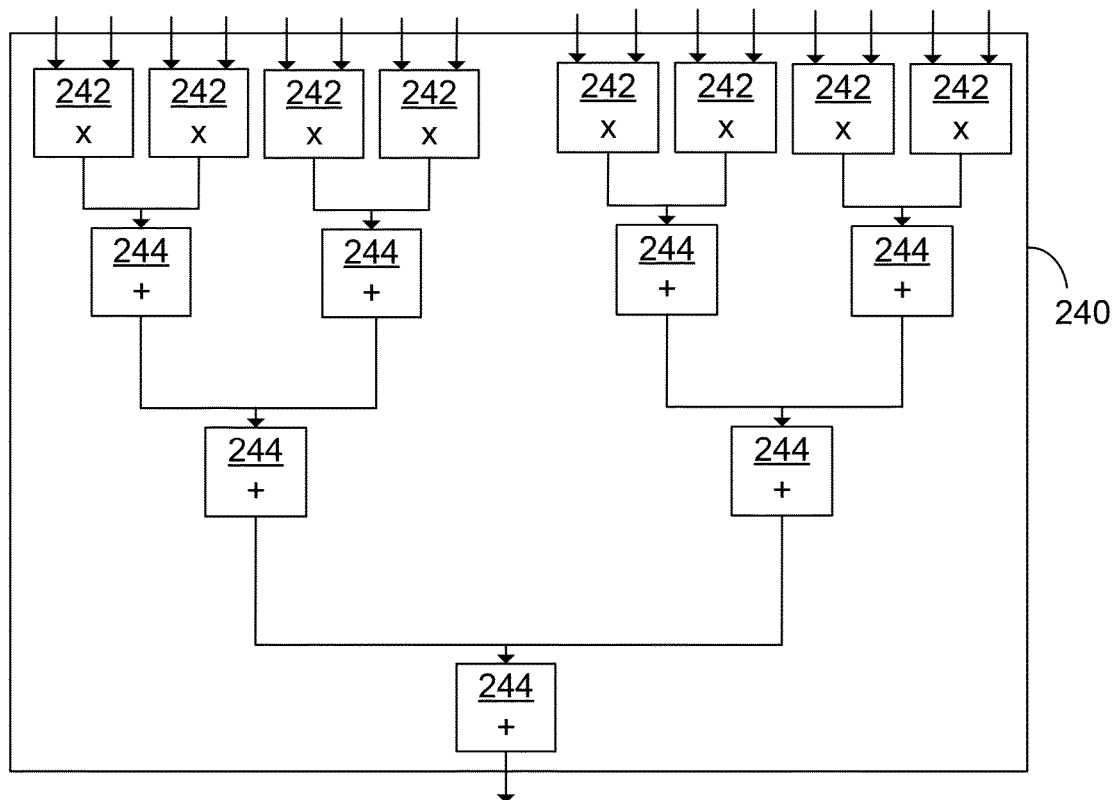 242 242 242 242 242 242 242 242
x x x x x x x x
244 244 244 244
+ + + +
240
244 244
+ +
244
+